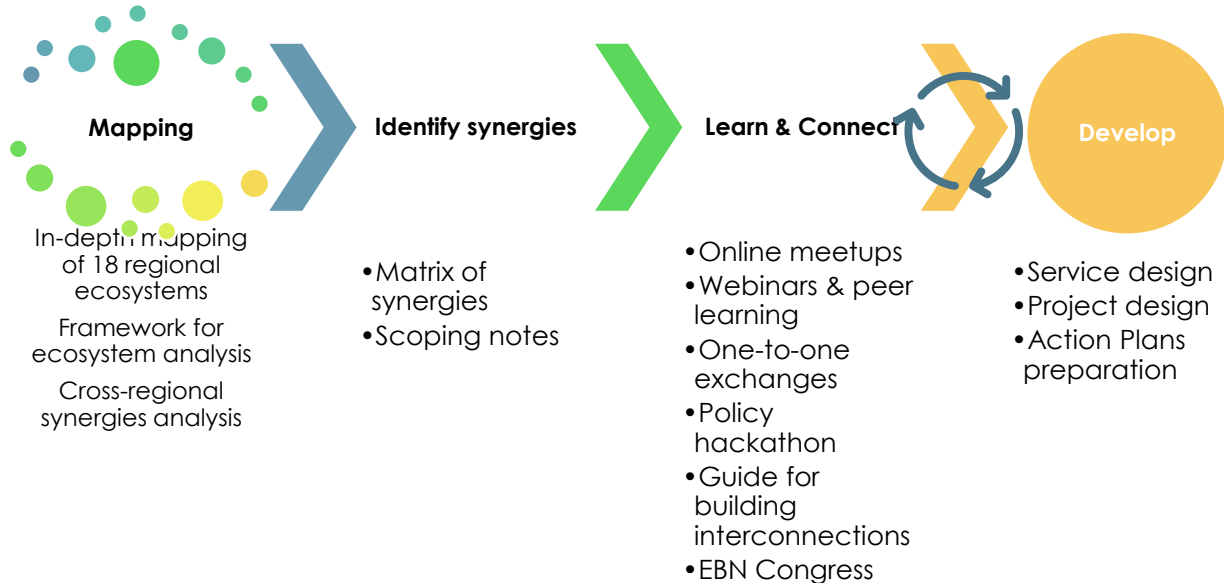 Mapping
In-depth mapping
of 18 regional
ecosystems
Framework for
ecosystem analysis
Cross-regional
synergies analysis
Identify synergies
•Matrix of
synergies
•Scoping notes
Learn & Connect
•Online meetups
•Webinars & peer
learning
•One-to-one
exchanges
•Policy
hackathon
•Guide for
building
interconnections
•EBN Congress
Develop
•Service design
•Project design
•Action Plans
preparation